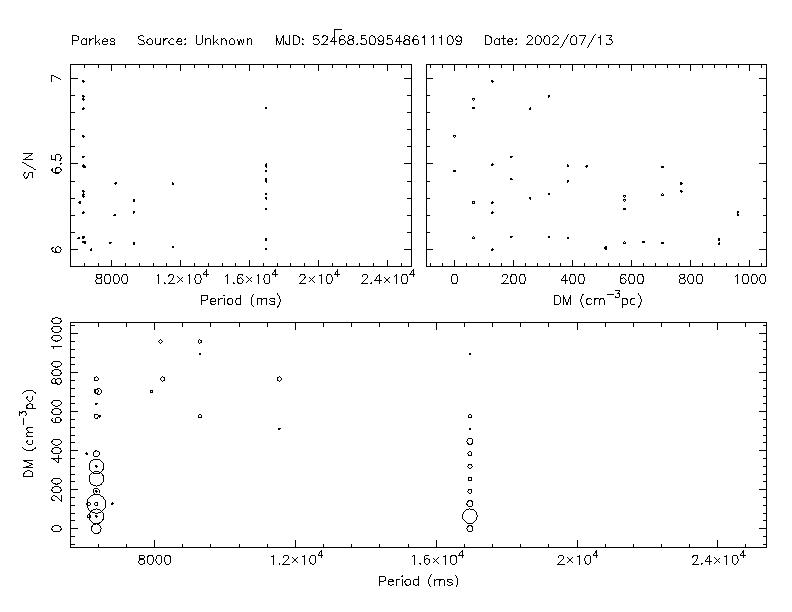 Parkes Source: Unknown MJD: 52468.509548611109 Date: 2002/07/13
7
6.5
6
S/N
8000 1.2×10⁴ 1.6×10⁴ 2×10⁴ 2.4×10⁴
Period (ms)
0 200 400 600 800 1000
DM (cm⁻³pc)
1000
800
600
400
200
0
DM (cm⁻³pc)
8000 1.2×10⁴ 1.6×10⁴ 2×10⁴ 2.4×10⁴
Period (ms)